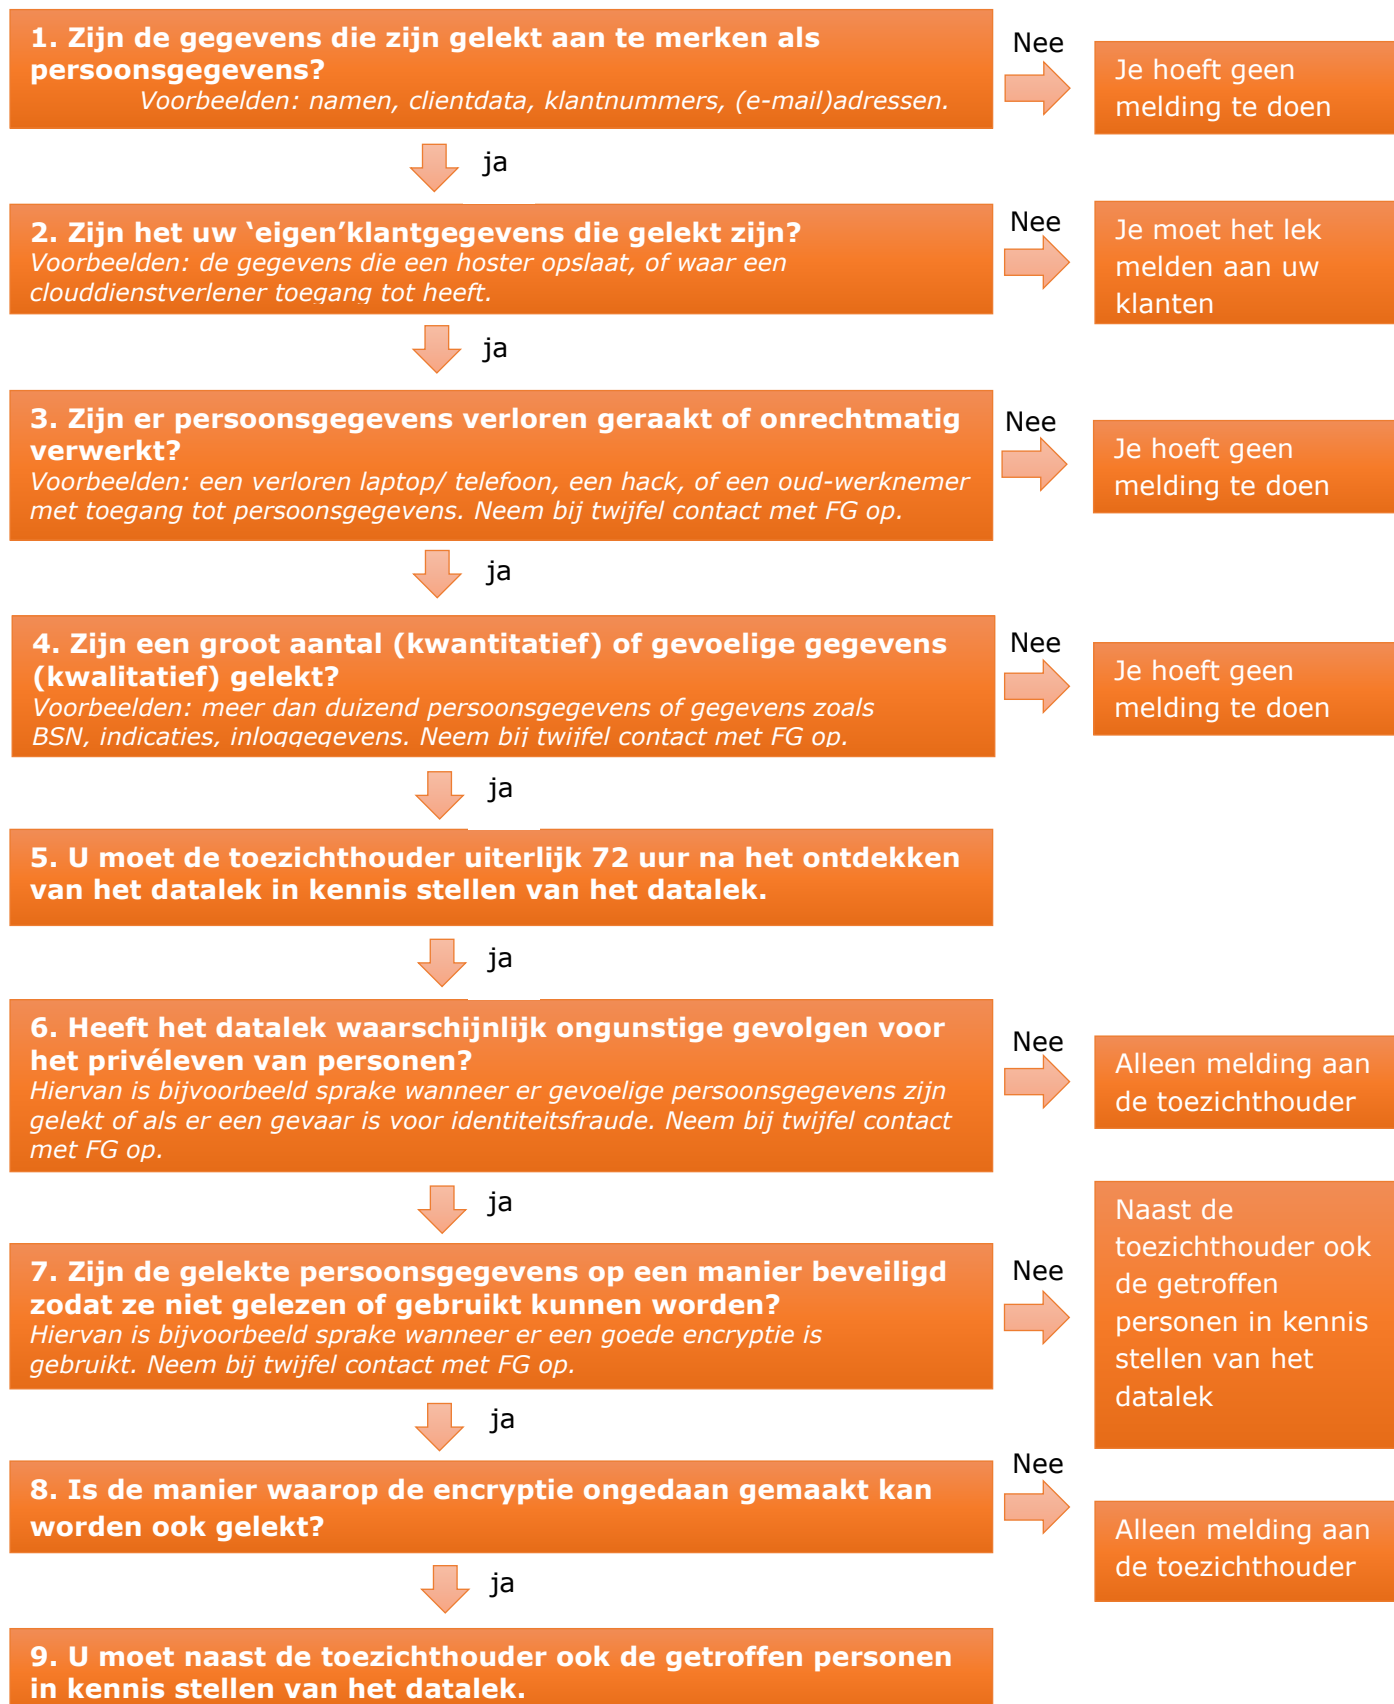 1. Zijn de gegevens die zijn gelekt aan te merken als
persoonsgegevens?
Voorbeelden: namen, clientdata, klantnummers, (e-mail)adressen.
Nee
Je hoeft geen
melding te doen
ja
2. Zijn het uw ‘eigen’klantgegevens die gelekt zijn?
Voorbeelden: de gegevens die een hoster opslaat, of waar een
clouddienstverlener toegang tot heeft.
Nee
Je moet het lek
melden aan uw
klanten
ja
3. Zijn er persoonsgegevens verloren geraakt of onrechtmatig
verwerkt?
Voorbeelden: een verloren laptop/ telefoon, een hack, of een oud-werknemer
met toegang tot persoonsgegevens. Neem bij twijfel contact met FG op.
Nee
Je hoeft geen
melding te doen
ja
4. Zijn een groot aantal (kwantitatief) of gevoelige gegevens
(kwalitatief) gelekt?
Voorbeelden: meer dan duizend persoonsgegevens of gegevens zoals
BSN, indicaties, inloggegevens. Neem bij twijfel contact met FG op.
Nee
Je hoeft geen
melding te doen
ja
5. U moet de toezichthouder uiterlijk 72 uur na het ontdekken
van het datalek in kennis stellen van het datalek.
ja
6. Heeft het datalek waarschijnlijk ongunstige gevolgen voor
het privéleven van personen?
Hiervan is bijvoorbeeld sprake wanneer er gevoelige persoonsgegevens zijn
gelekt of als er een gevaar is voor identiteitsfraude. Neem bij twijfel contact
met FG op.
Nee
Alleen melding aan
de toezichthouder
ja
7. Zijn de gelekte persoonsgegevens op een manier beveiligd
zodat ze niet gelezen of gebruikt kunnen worden?
Hiervan is bijvoorbeeld sprake wanneer er een goede encryptie is
gebruikt. Neem bij twijfel contact met FG op.
Nee
Naast de
toezichthouder ook
de getroffen
personen in kennis
stellen van het
datalek
ja
8. Is de manier waarop de encryptie ongedaan gemaakt kan
worden ook gelekt?
Nee
Alleen melding aan
de toezichthouder
ja
9. U moet naast de toezichthouder ook de getroffen personen
in kennis stellen van het datalek.